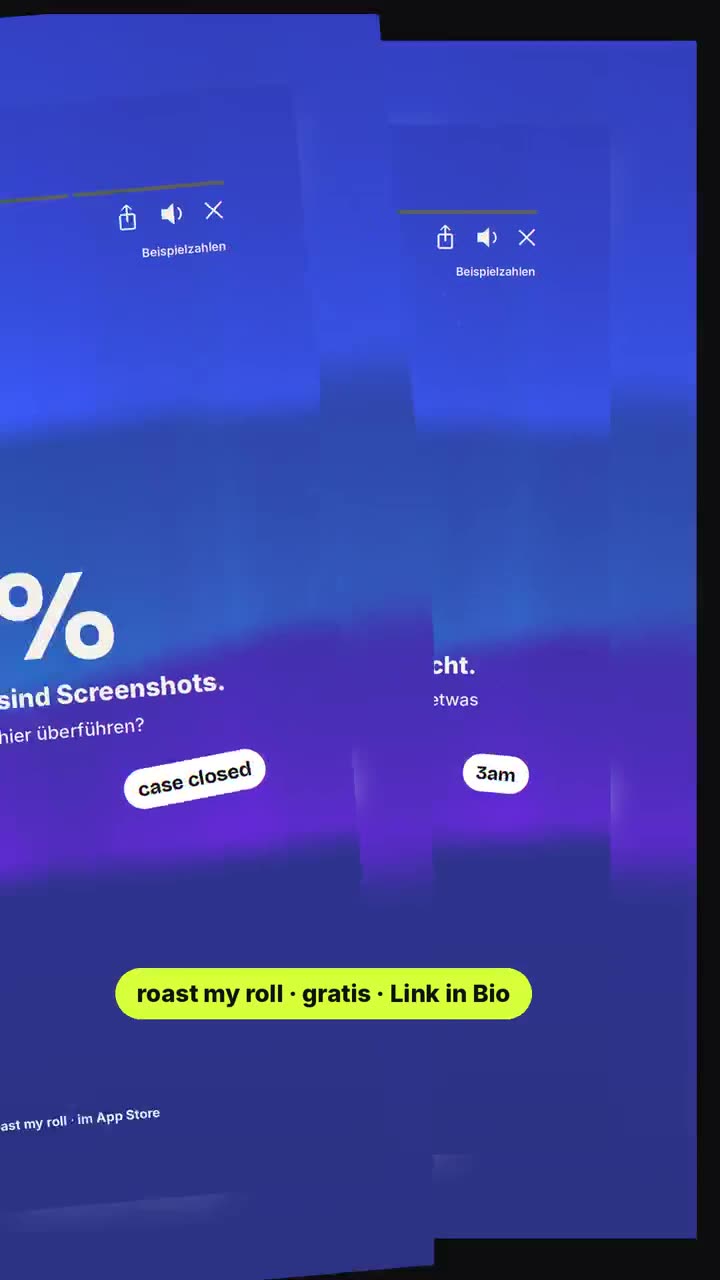 Beispielzahlen
%
sind Screenshots.
hier überführen?
case closed
Beispielzahlen
cht.
etwas
3am
roast my roll · gratis · Link in Bio
ast my roll · im App Store